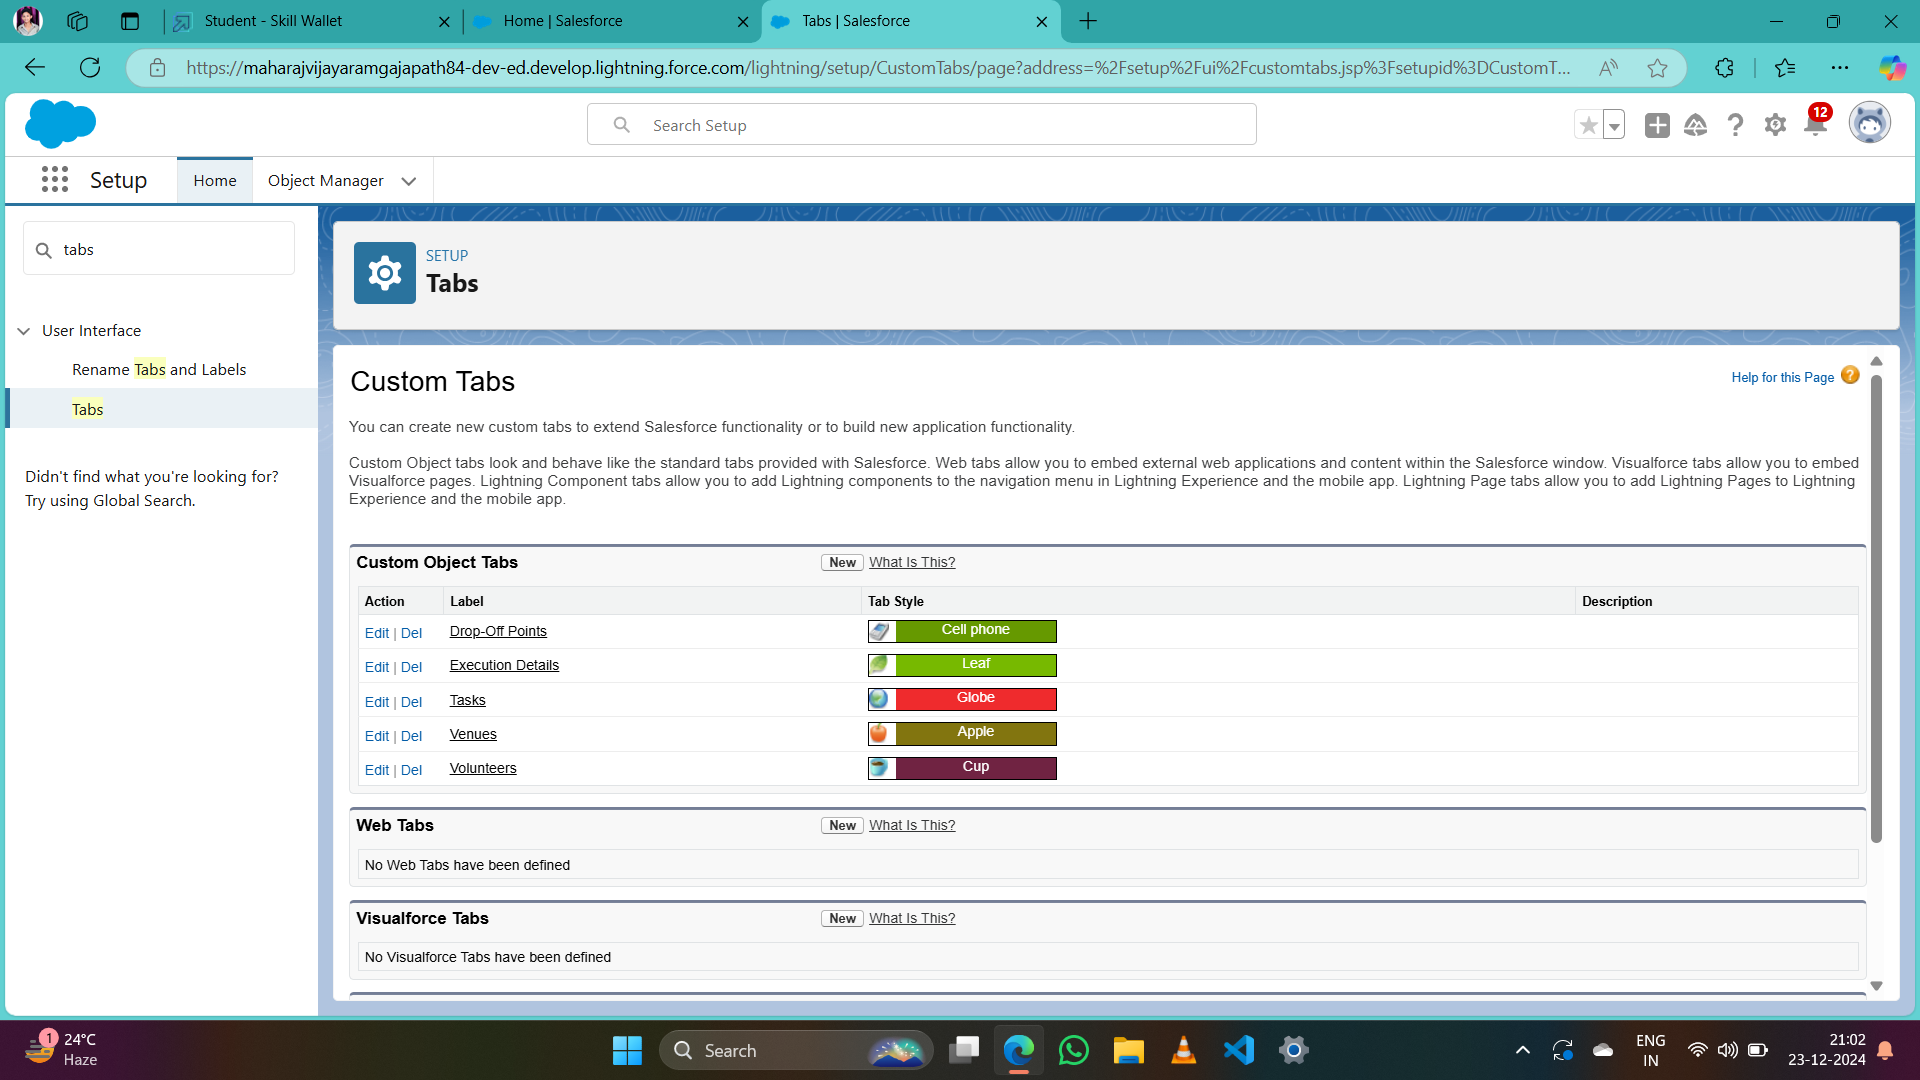 Student - Skill Wallet
Home | Salesforce
Tabs | Salesforce
https://maharajvijayaramgajapath84-dev-ed.develop.lightning.force.com/lightning/setup/CustomTabs/page?address=%2Fsetup%2Fui%2Fcustomtabs.jsp%3Fsetupid%3DCustomT...
Search Setup
12
Setup
Home
Object Manager
tabs
User Interface
Rename Tabs and Labels
Tabs
Didn't find what you're looking for?
Try using Global Search.
SETUP
Tabs
Custom Tabs
Help for this Page
You can create new custom tabs to extend Salesforce functionality or to build new application functionality.
Custom Object tabs look and behave like the standard tabs provided with Salesforce. Web tabs allow you to embed external web applications and content within the Salesforce window. Visualforce tabs allow you to embed
Visualforce pages. Lightning Component tabs allow you to add Lightning components to the navigation menu in Lightning Experience and the mobile app. Lightning Page tabs allow you to add Lightning Pages to Lightning
Experience and the mobile app.
Custom Object Tabs New What Is This?
Action Label Tab Style Description
Edit | Del Drop-Off Points Cell phone
Edit | Del Execution Details Leaf
Edit | Del Tasks Globe
Edit | Del Venues Apple
Edit | Del Volunteers Cup
Web Tabs New What Is This?
No Web Tabs have been defined
Visualforce Tabs New What Is This?
No Visualforce Tabs have been defined
1
24°C
Haze
Search
ENG
IN
21:02
23-12-2024